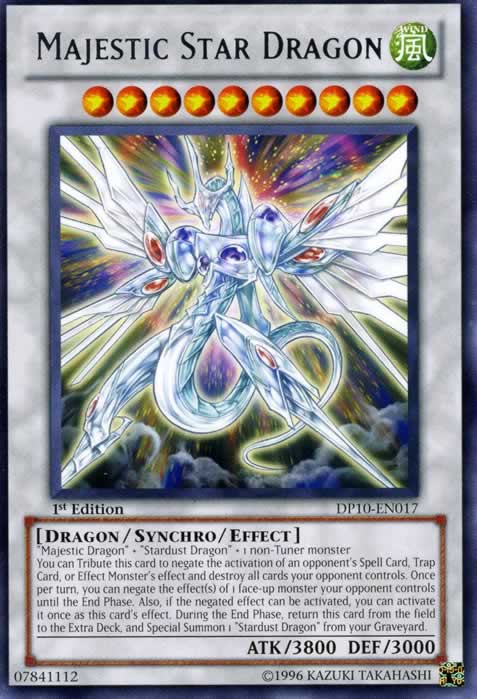 MAJESTIC STAR DRAGON
WIND
風
1st Edition
DP10-EN017
[DRAGON/SYNCHRO/EFFECT]
"Majestic Dragon" + "Stardust Dragon" + 1 non-Tuner monster
You can Tribute this card to negate the activation of an opponent's Spell Card, Trap
Card, or Effect Monster's effect and destroy all cards your opponent controls. Once
per turn, you can negate the effect(s) of 1 face-up monster your opponent controls
until the End Phase. Also, if the negated effect can be activated, you can activate
it once as this card's effect. During the End Phase, return this card from the field
to the Extra Deck, and Special Summon 1 "Stardust Dragon" from your Graveyard.
ATK/3800 DEF/3000
07841112
©1996 KAZUKI TAKAHASHI